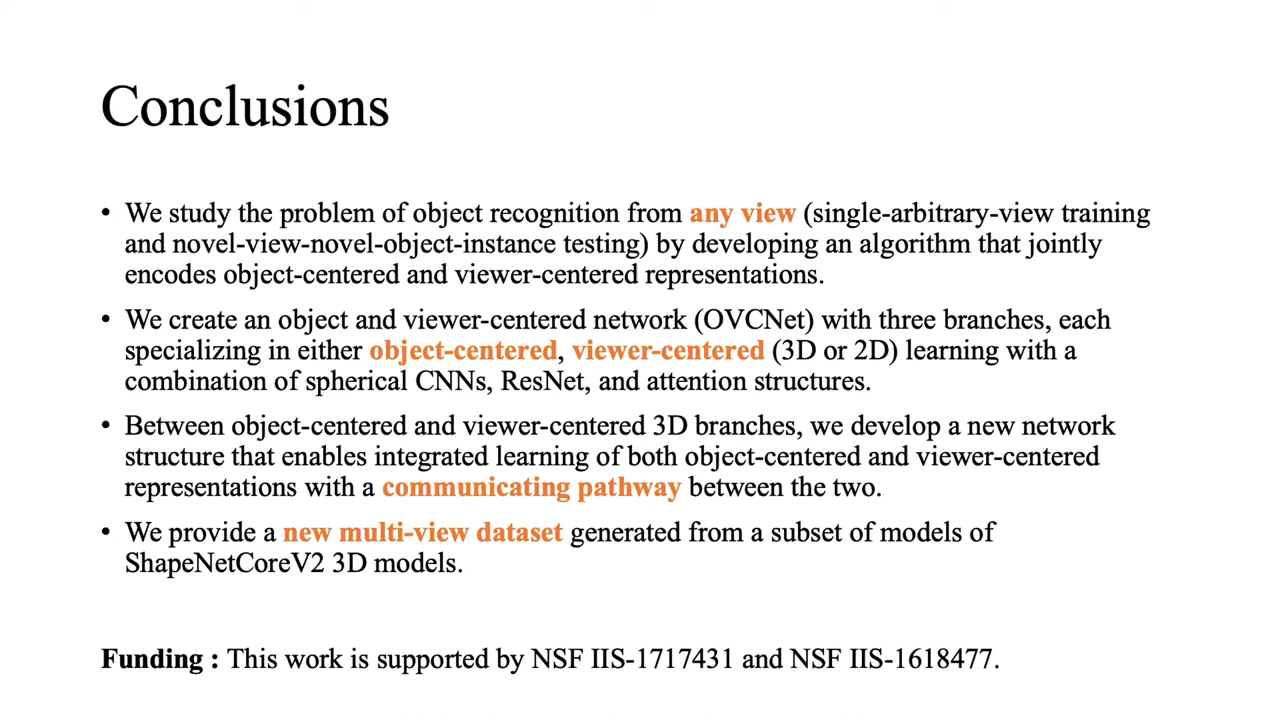 Conclusions
• We study the problem of object recognition from any view (single-arbitrary-view training
and novel-view-novel-object-instance testing) by developing an algorithm that jointly
encodes object-centered and viewer-centered representations.
• We create an object and viewer-centered network (OVCNet) with three branches, each
specializing in either object-centered, viewer-centered (3D or 2D) learning with a
combination of spherical CNNs, ResNet, and attention structures.
• Between object-centered and viewer-centered 3D branches, we develop a new network
structure that enables integrated learning of both object-centered and viewer-centered
representations with a communicating pathway between the two.
• We provide a new multi-view dataset generated from a subset of models of
ShapeNetCoreV2 3D models.
Funding : This work is supported by NSF IIS-1717431 and NSF IIS-1618477.